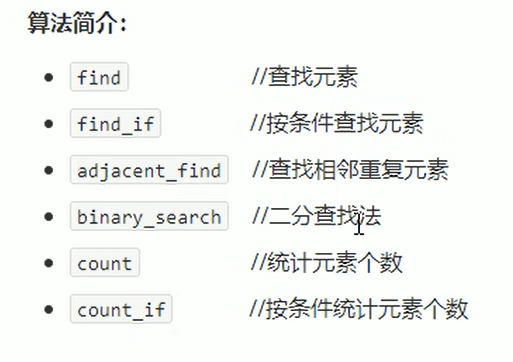 算法简介：
find //查找元素
find_if //按条件查找元素
adjacent_find //查找相邻重复元素
binary_search //二分查找法
count //统计元素个数
count_if //按条件统计元素个数